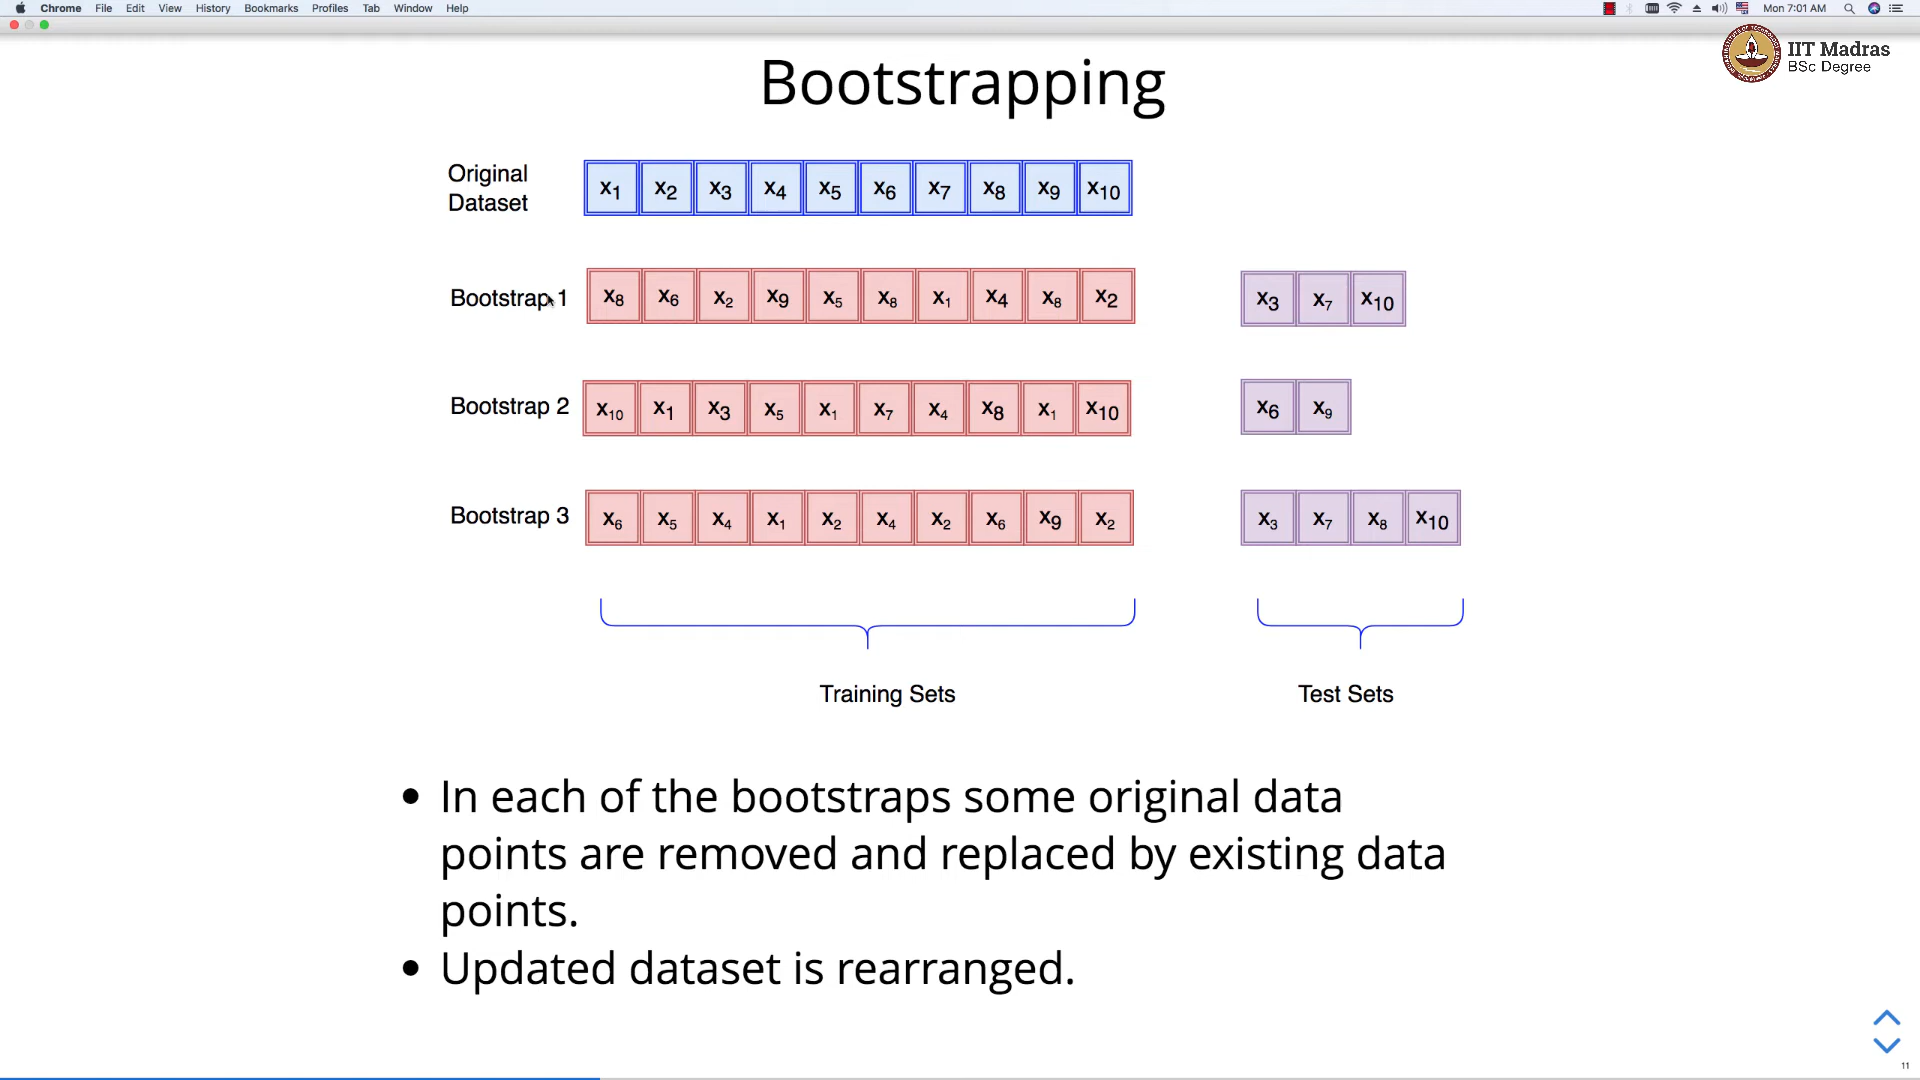 Chrome File Edit View History Bookmarks Profiles Tab Window Help Mon 7:01 AM
IIT Madras
BSc Degree
Bootstrapping
Original
Dataset
x1 x2 x3 x4 x5 x6 x7 x8 x9 x10
Bootstrap 1 x8 x6 x2 x9 x5 x8 x1 x4 x8 x2 x3 x7 x10
Bootstrap 2 x10 x1 x3 x5 x1 x7 x4 x8 x1 x10 x6 x9
Bootstrap 3 x6 x5 x4 x1 x2 x4 x2 x6 x9 x2 x3 x7 x8 x10
Training Sets Test Sets
• In each of the bootstraps some original data
points are removed and replaced by existing data
points.
• Updated dataset is rearranged.
11